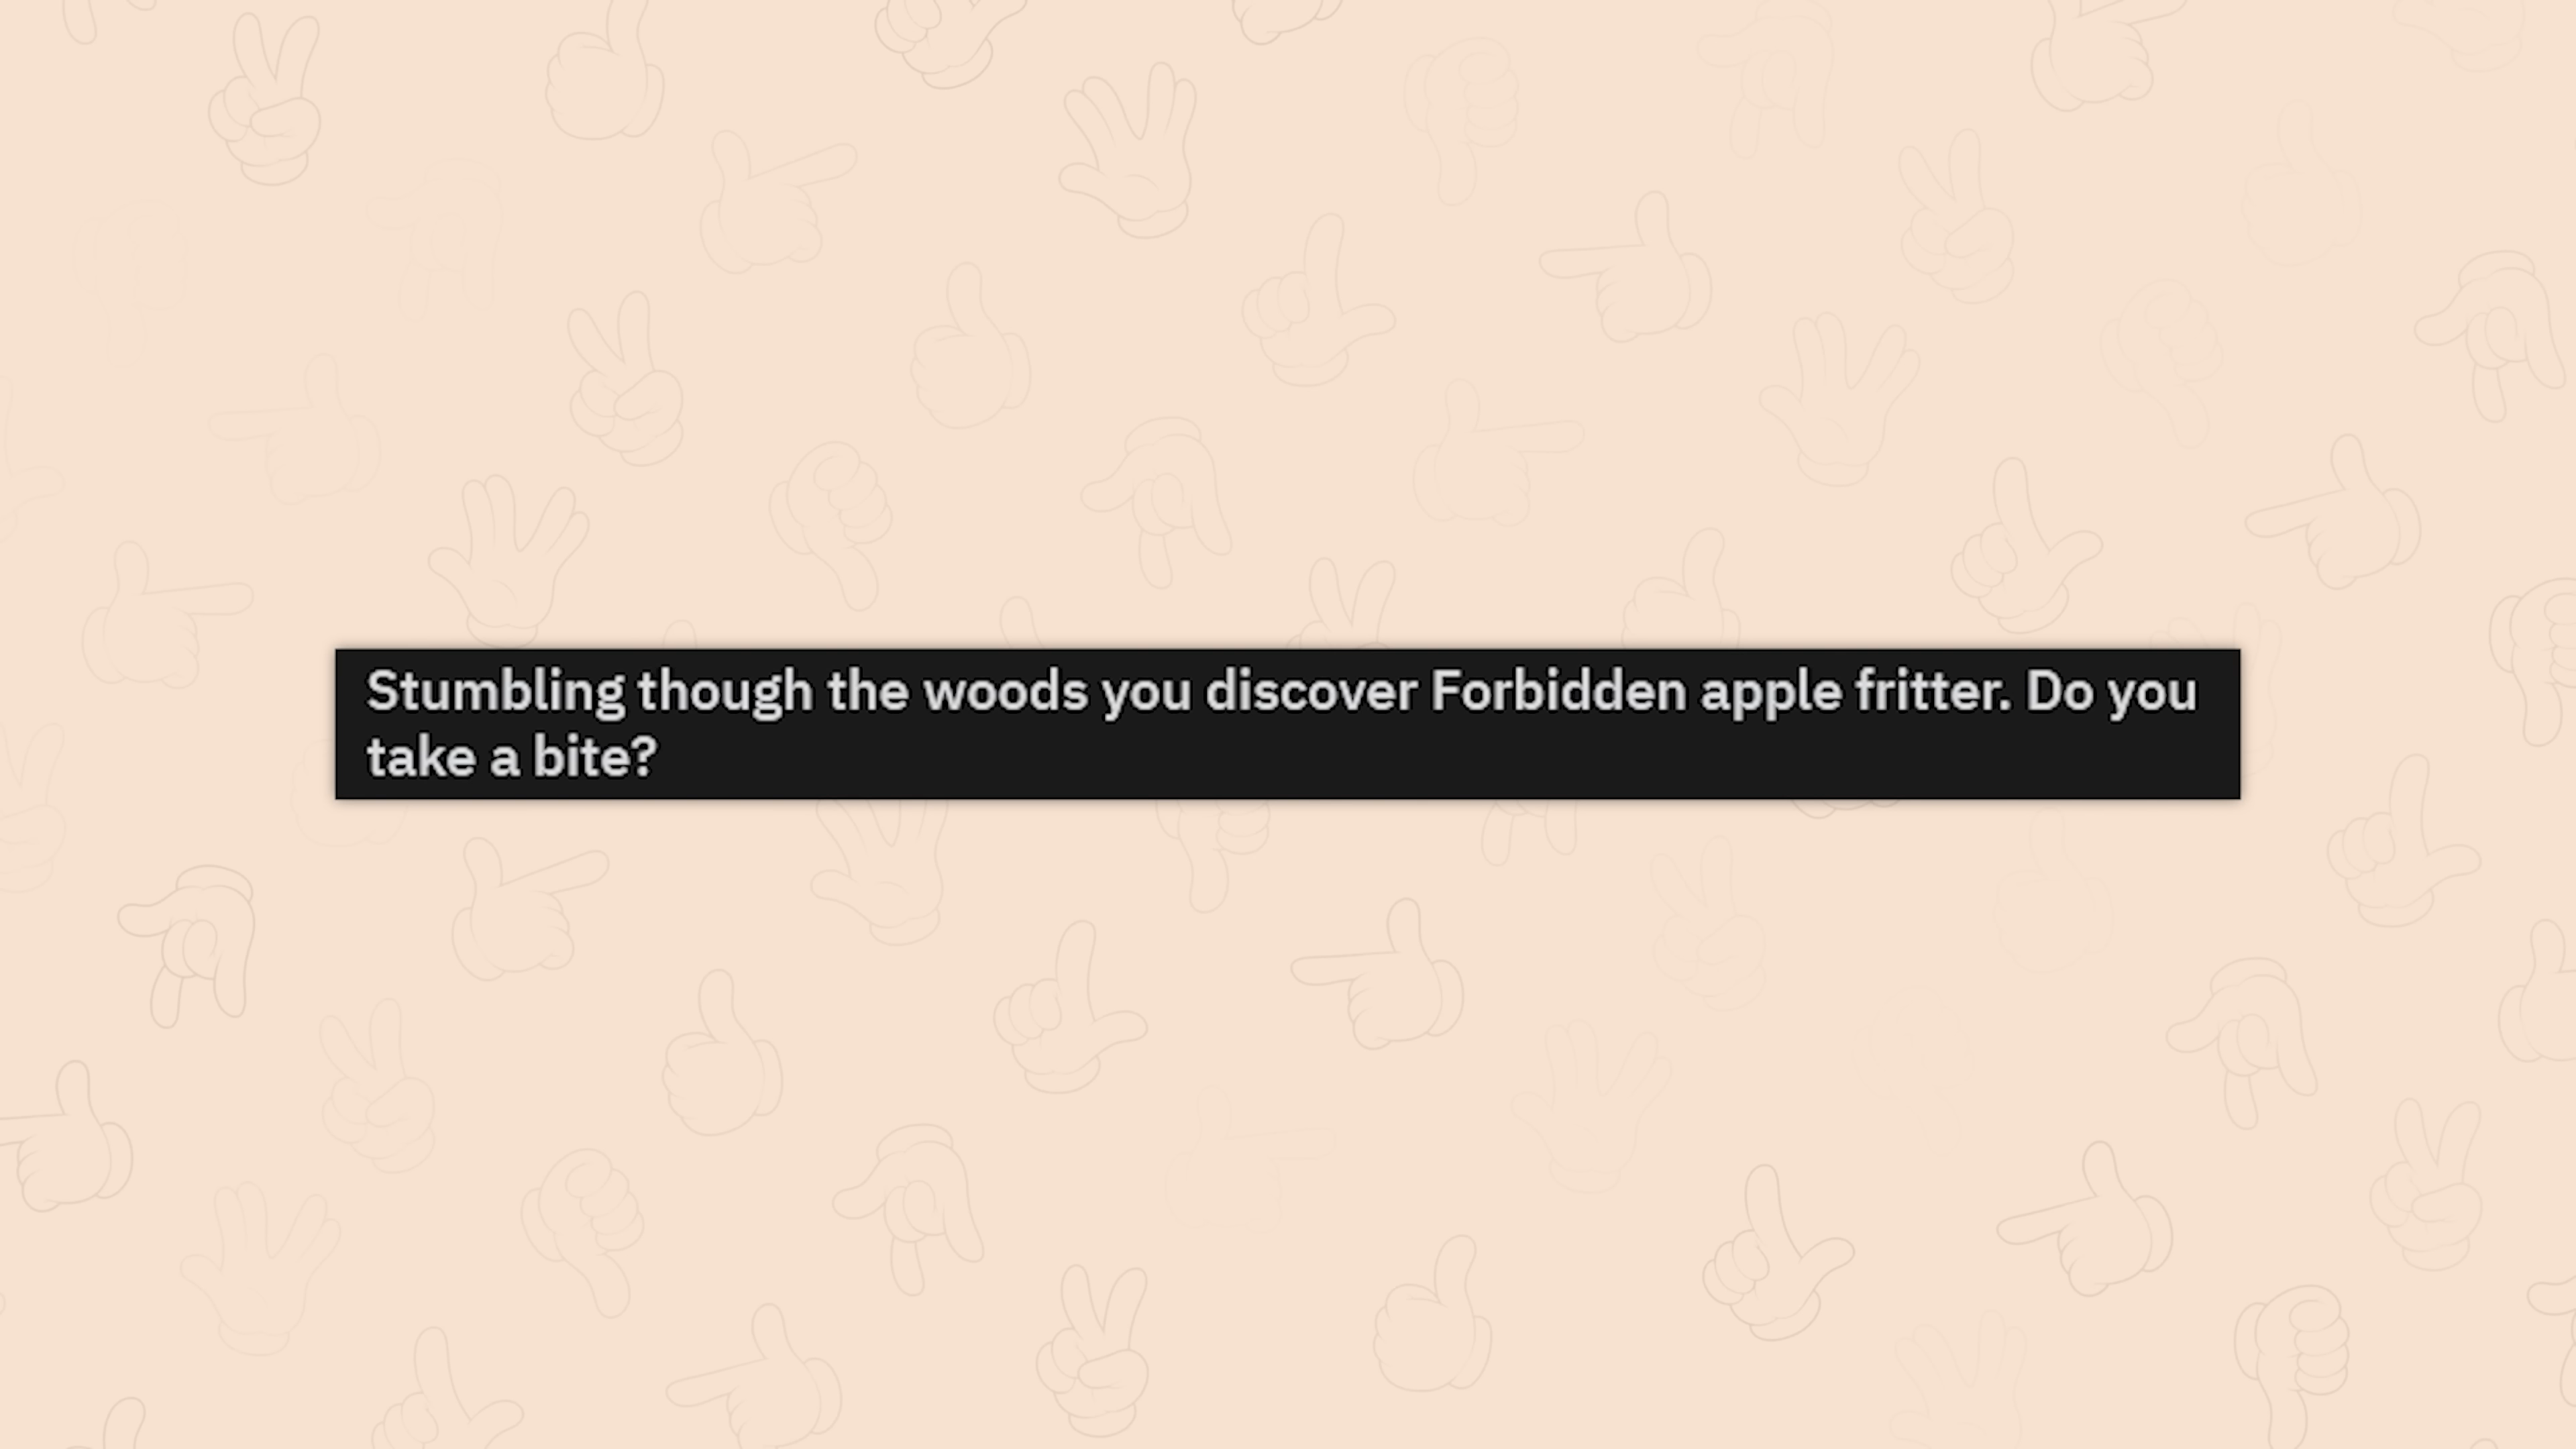 Stumbling though the woods you discover Forbidden apple fritter. Do you
take a bite?